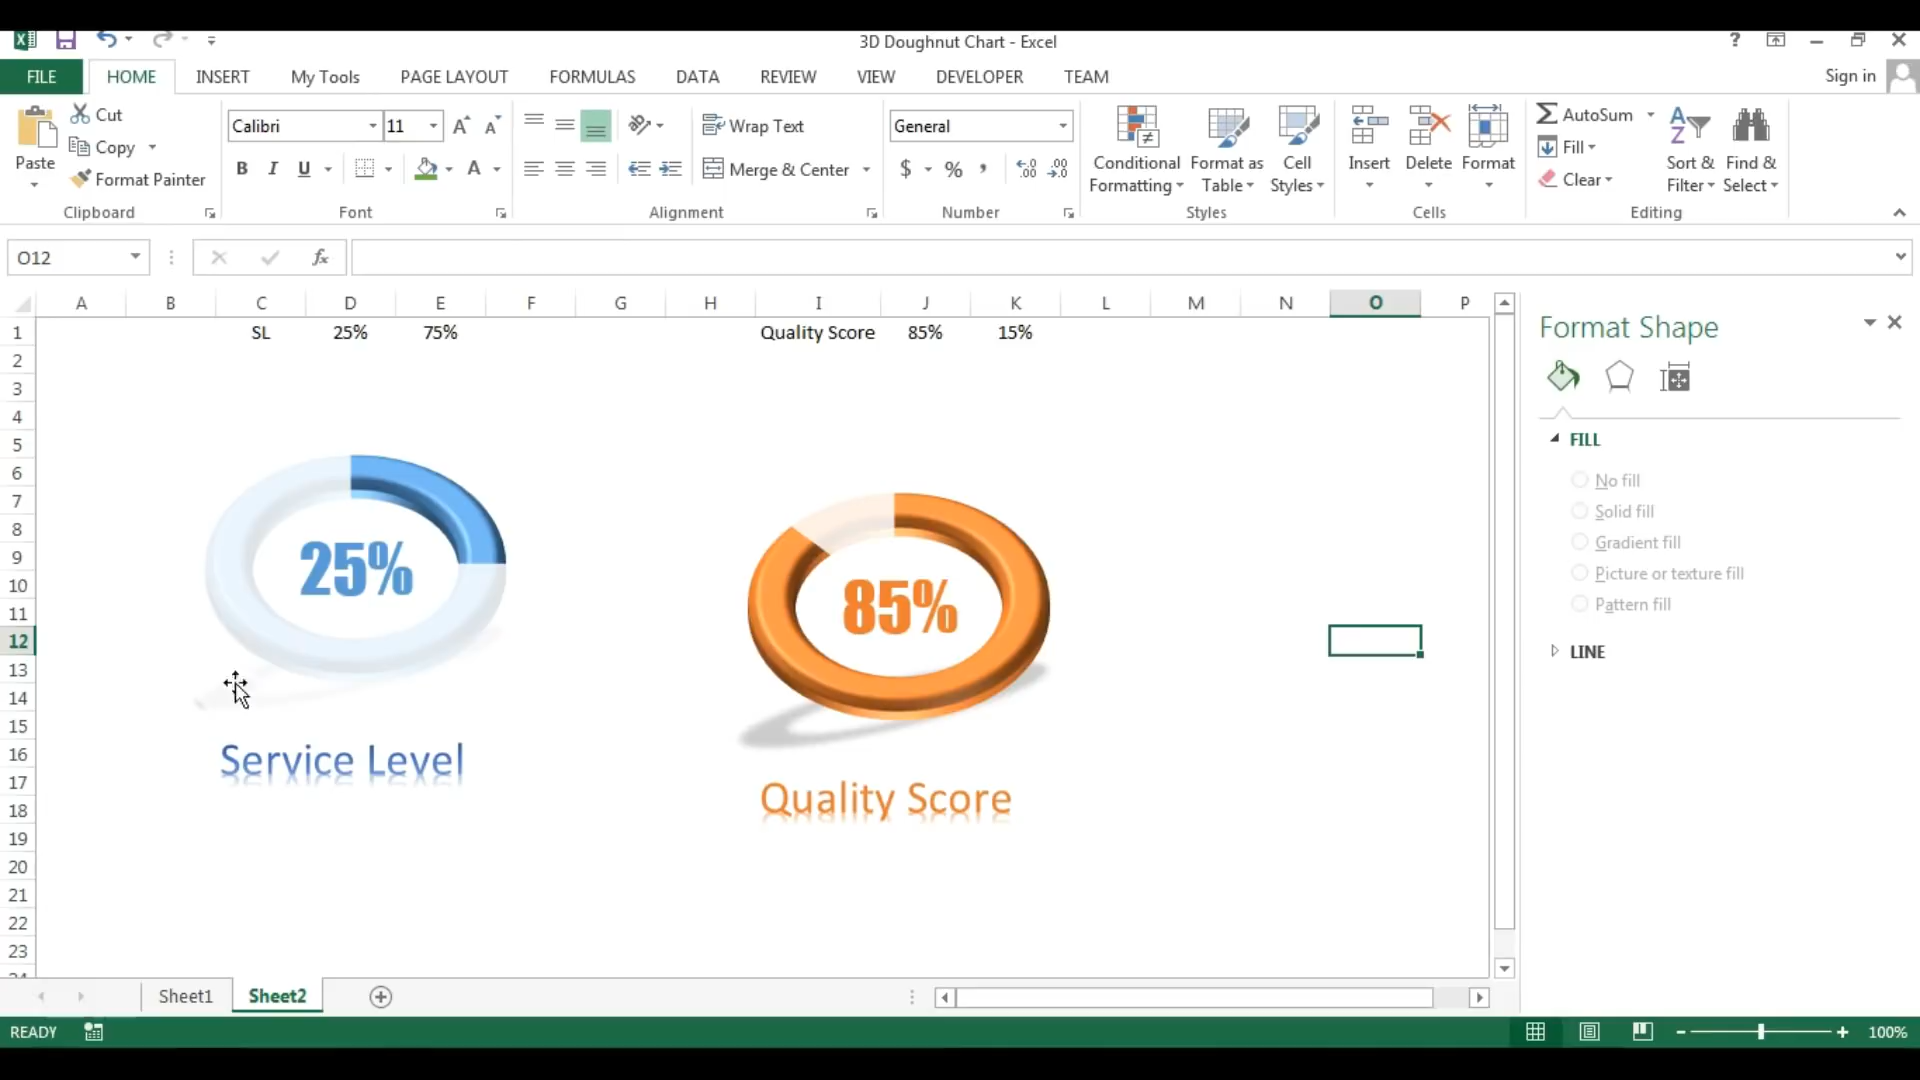 3D Doughnut Chart - Excel
?
FILE HOME INSERT My Tools PAGE LAYOUT FORMULAS DATA REVIEW VIEW DEVELOPER TEAM Sign in
Paste
Cut
Copy
Format Painter
Clipboard
Calibri 11
B I U A
Font
Wrap Text
Merge & Center
Alignment
General
$ % ,
Number
Conditional Formatting
Format as Table
Cell Styles
Styles
Insert Delete Format
Cells
AutoSum
Fill
Clear
Sort & Filter
Find & Select
Editing
O12
fx
A B C D E F G H I J K L M N O P
1 SL 25% 75% Quality Score 85% 15%
2
3
4
5
6
7
8
9
10
11
12
13
14
15
16
17
18
19
20
21
22
23
24
25%
Service Level
85%
Quality Score
Format Shape
FILL
No fill
Solid fill
Gradient fill
Picture or texture fill
Pattern fill
LINE
Sheet1 Sheet2
READY
100%